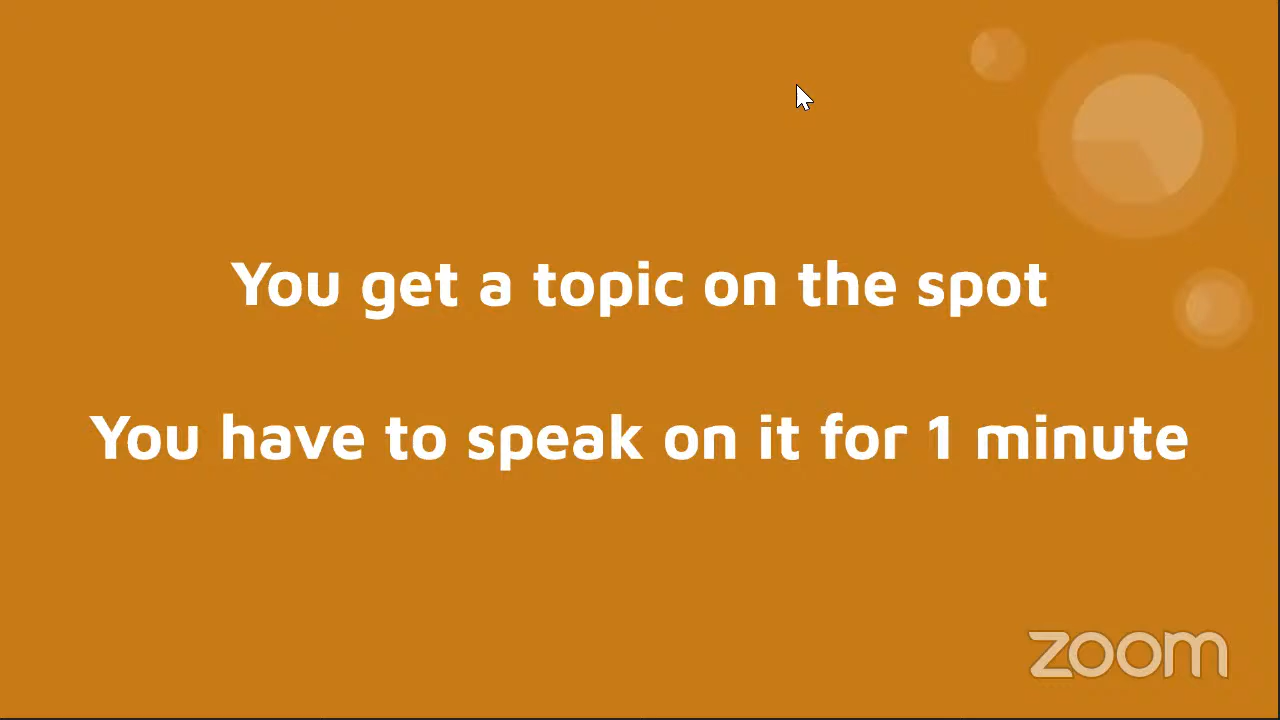 You get a topic on the spot
You have to speak on it for 1 minute
zoom